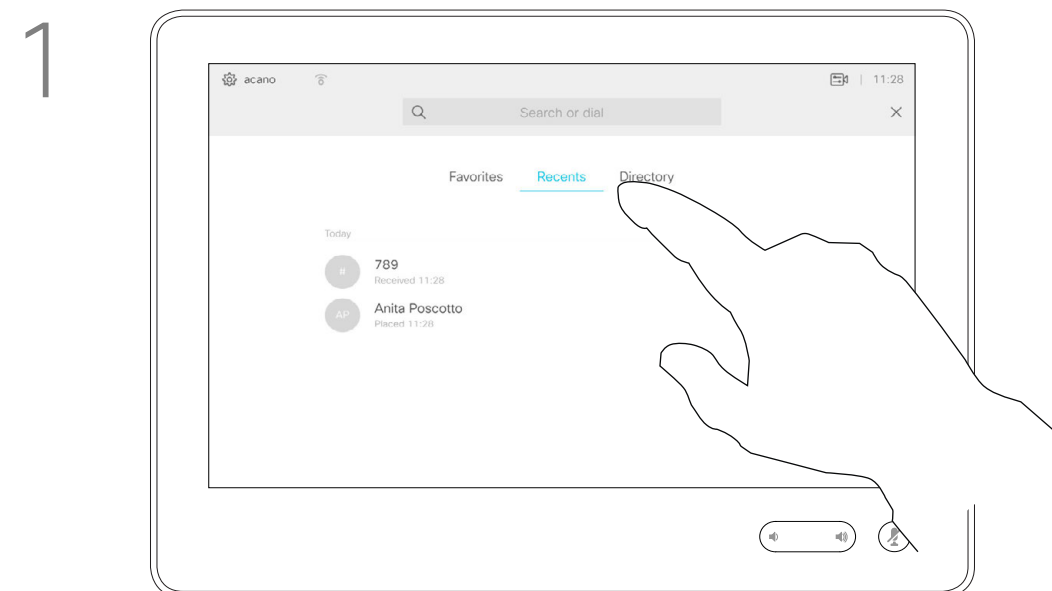 1
acano 11:28
Search or dial
Favorites Recents Directory
Today
# 789
Received 11:28
AP Anita Poscotto
Placed 11:28